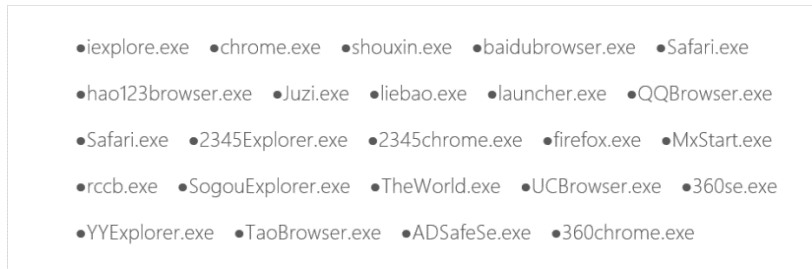 ●iexplore.exe ●chrome.exe ●shouxin.exe ●baidubrowser.exe ●Safari.exe
●hao123browser.exe ●Juzi.exe ●liebao.exe ●launcher.exe ●QQBrowser.exe
●Safari.exe ●2345Explorer.exe ●2345chrome.exe ●firefox.exe ●MxStart.exe
●rccb.exe ●SogouExplorer.exe ●TheWorld.exe ●UCBrowser.exe ●360se.exe
●YYExplorer.exe ●TaoBrowser.exe ●ADSafeSe.exe ●360chrome.exe